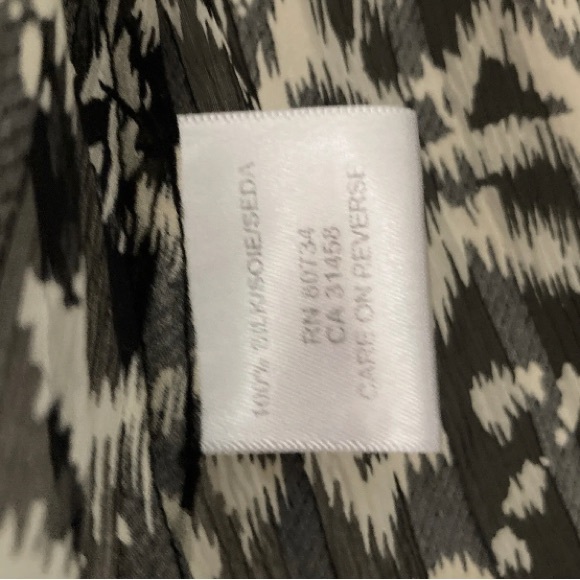 100% SILK/SOIE/SEDA
RN 80734
CA 31458
CARE ON REVERSE